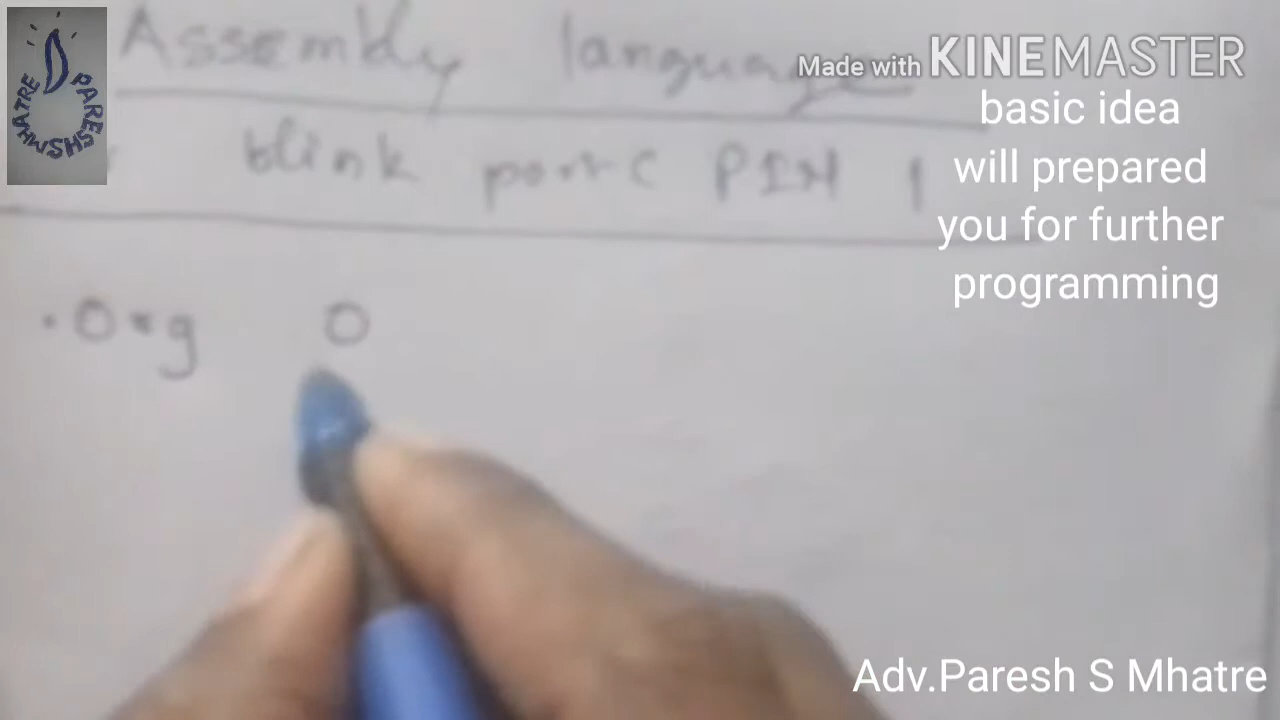 PARESHSMHATRE
Assembly language
blink port C PIN 1
.org 0
Made with KINEMASTER
basic idea
will prepared
you for further
programming
Adv.Paresh S Mhatre